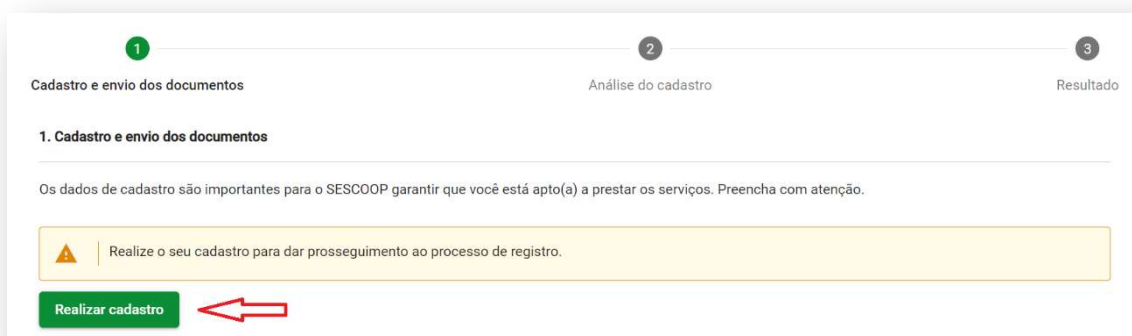 1
2
3
Cadastro e envio dos documentos
Análise do cadastro
Resultado
1. Cadastro e envio dos documentos
Os dados de cadastro são importantes para o SESCOOP garantir que você está apto(a) a prestar os serviços. Preencha com atenção.
Realize o seu cadastro para dar prosseguimento ao processo de registro.
Realizar cadastro